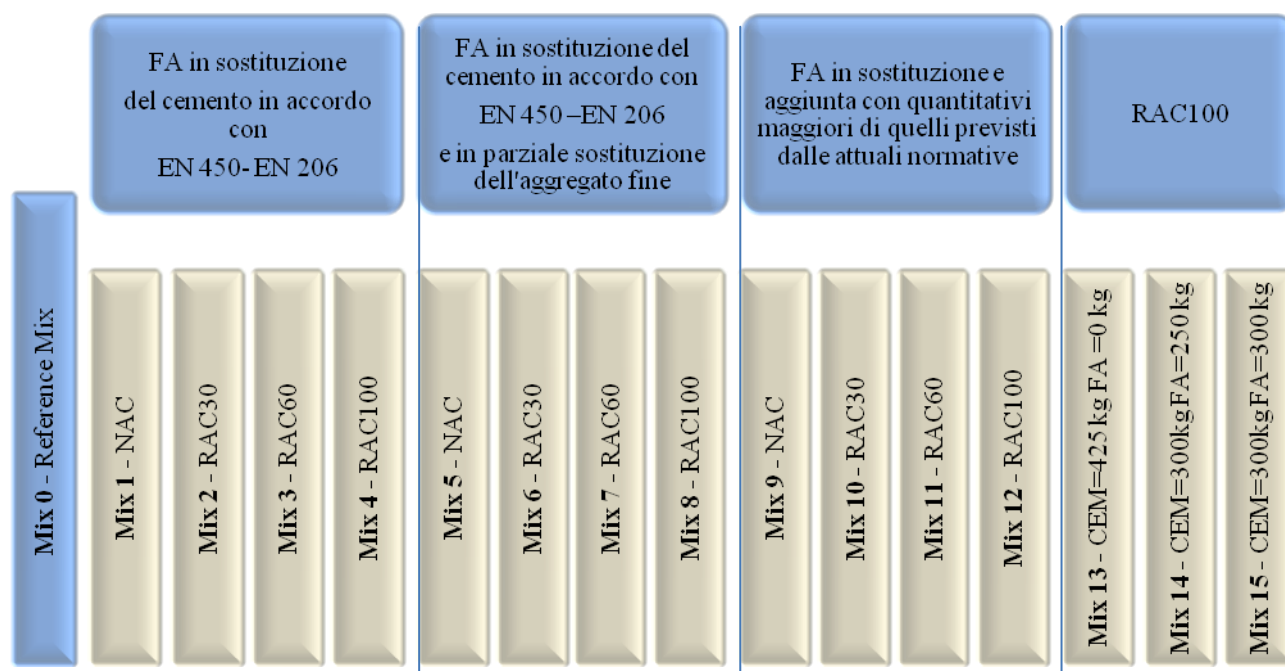 FA in sostituzione
del cemento in accordo
con
EN 450- EN 206
FA in sostituzione del
cemento in accordo con
EN 450 –EN 206
e in parziale sostituzione
dell'aggregato fine
FA in sostituzione e
aggiunta con quantitativi
maggiori di quelli previsti
dalle attuali normative
RAC100
Mix 0 - Reference Mix
Mix 1 - NAC
Mix 2 - RAC30
Mix 3 - RAC60
Mix 4 - RAC100
Mix 5 - NAC
Mix 6 - RAC30
Mix 7 - RAC60
Mix 8 - RAC100
Mix 9 - NAC
Mix 10 - RAC30
Mix 11 - RAC60
Mix 12 - RAC100
Mix 13 - CEM=425 kg FA =0 kg
Mix 14 - CEM=300kgFA=250 kg
Mix 15 - CEM=300kgFA=300 kg